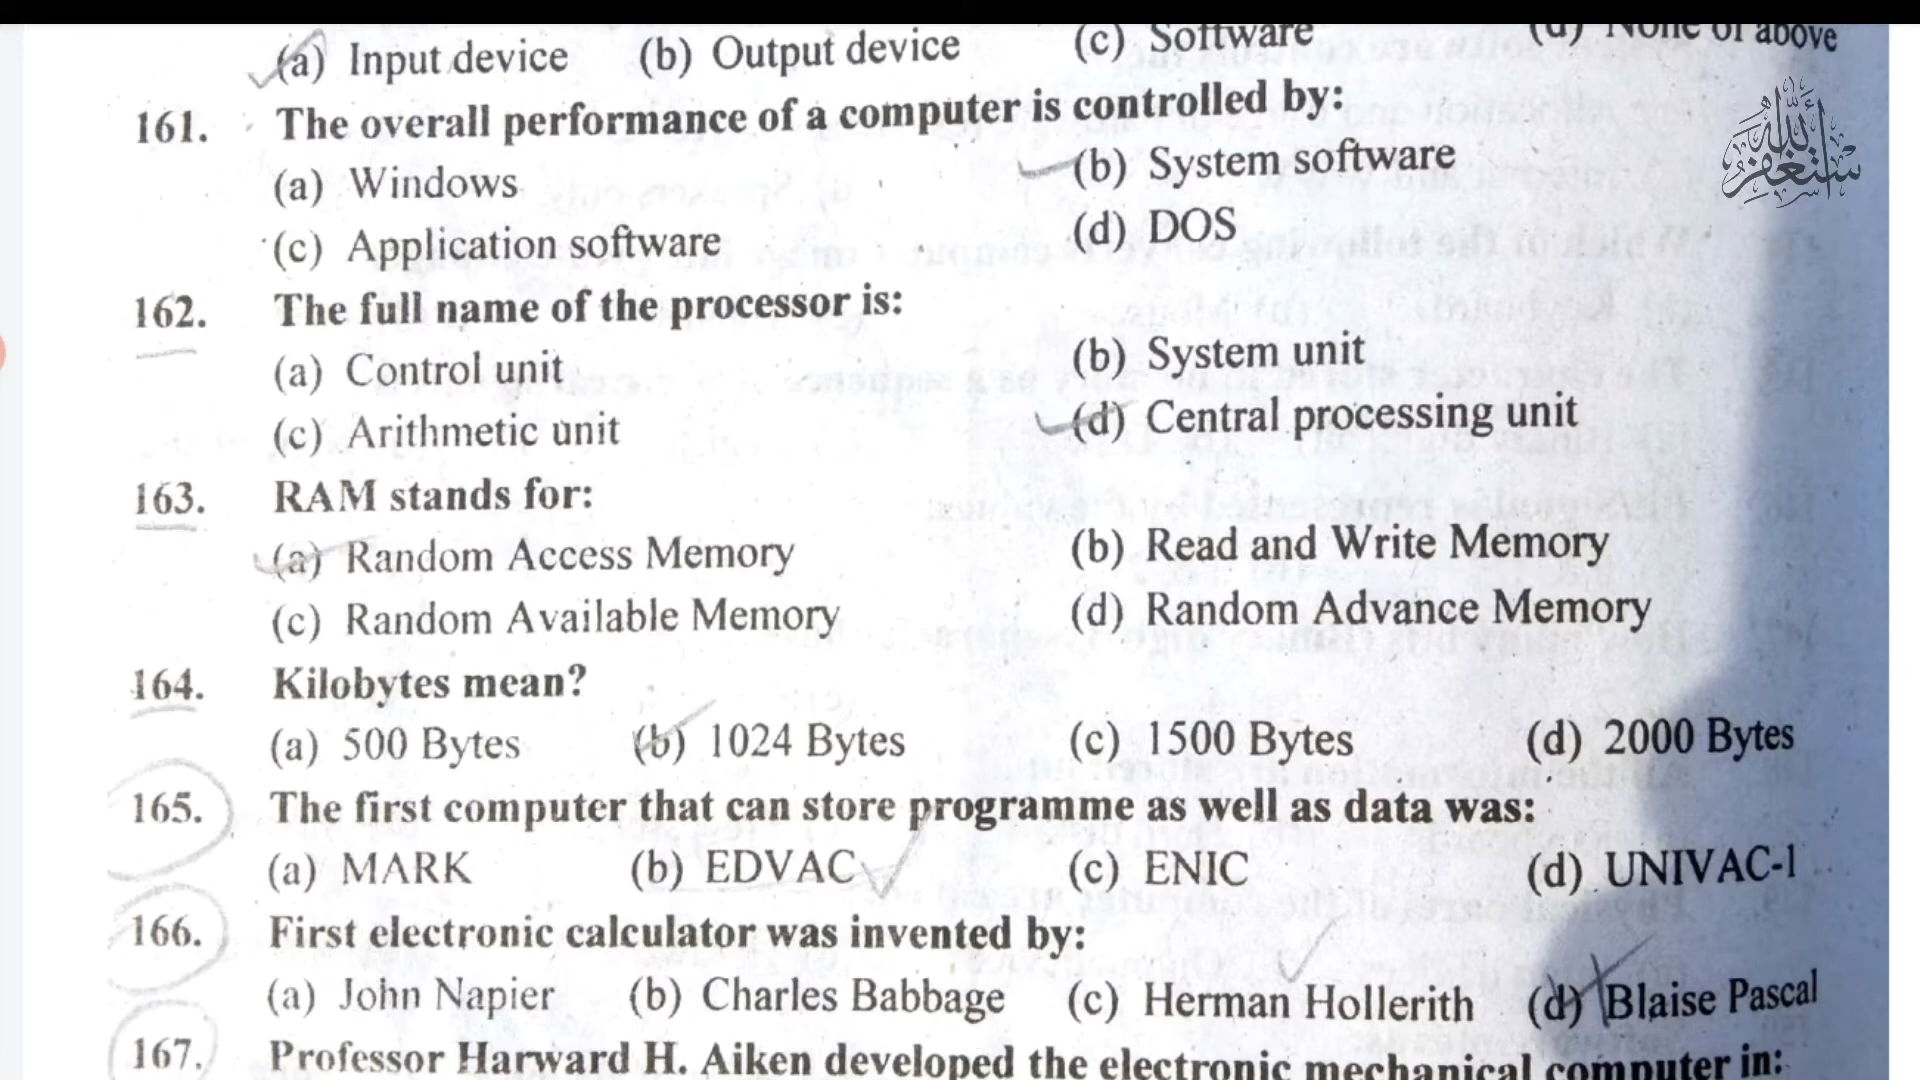 (a) Input device (b) Output device (c) Software (d) None of above
161. The overall performance of a computer is controlled by:
(a) Windows (b) System software
(c) Application software (d) DOS
162. The full name of the processor is:
(a) Control unit (b) System unit
(c) Arithmetic unit (d) Central processing unit
163. RAM stands for:
(a) Random Access Memory (b) Read and Write Memory
(c) Random Available Memory (d) Random Advance Memory
164. Kilobytes mean?
(a) 500 Bytes (b) 1024 Bytes (c) 1500 Bytes (d) 2000 Bytes
165. The first computer that can store programme as well as data was:
(a) MARK (b) EDVAC (c) ENIC (d) UNIVAC-1
166. First electronic calculator was invented by:
(a) John Napier (b) Charles Babbage (c) Herman Hollerith (d) Blaise Pascal
167. Professor Harward H. Aiken developed the electronic mechanical computer in:
أستغفر الله